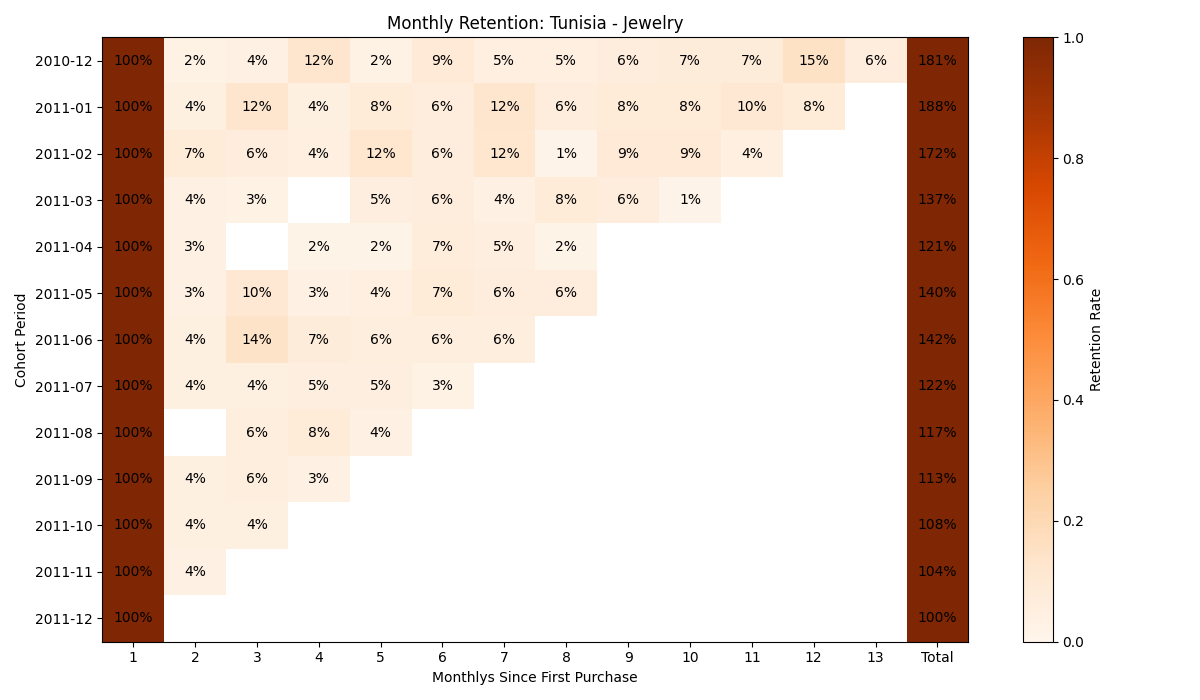 Monthly Retention: Tunisia - Jewelry
2010-12 100% 2% 4% 12% 2% 9% 5% 5% 6% 7% 7% 15% 6% 181%
2011-01 100% 4% 12% 4% 8% 6% 12% 6% 8% 8% 10% 8% 188%
2011-02 100% 7% 6% 4% 12% 6% 12% 1% 9% 9% 4% 172%
2011-03 100% 4% 3% 5% 6% 4% 8% 6% 1% 137%
2011-04 100% 3% 2% 2% 7% 5% 2% 121%
2011-05 100% 3% 10% 3% 4% 7% 6% 6% 140%
2011-06 100% 4% 14% 7% 6% 6% 6% 142%
2011-07 100% 4% 4% 5% 5% 3% 122%
2011-08 100% 6% 8% 4% 117%
2011-09 100% 4% 6% 3% 113%
2011-10 100% 4% 4% 108%
2011-11 100% 4% 104%
2011-12 100% 100%
1 2 3 4 5 6 7 8 9 10 11 12 13 Total
Monthlys Since First Purchase
Cohort Period
1.0
0.8
0.6
0.4
0.2
0.0
Retention Rate